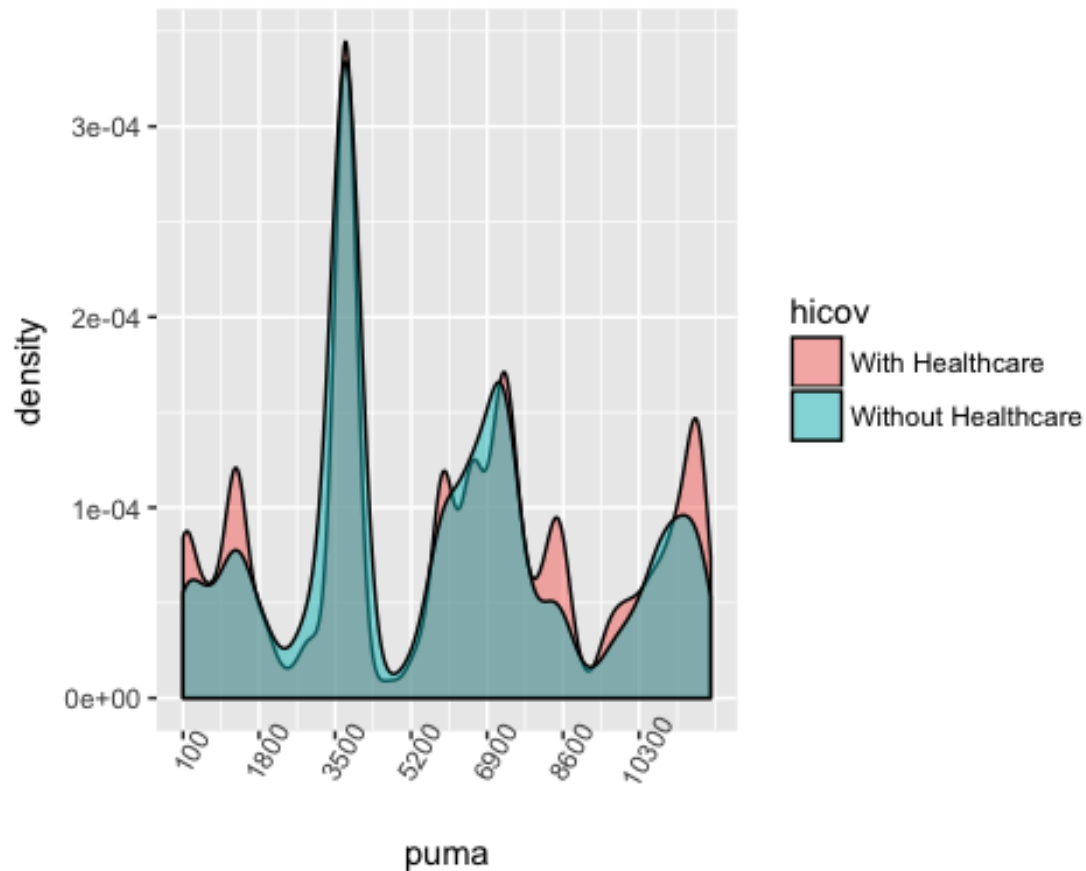 3e-04
2e-04
1e-04
0e+00
density
100
1800
3500
5200
6900
8600
10300
puma
hicov
With Healthcare
Without Healthcare